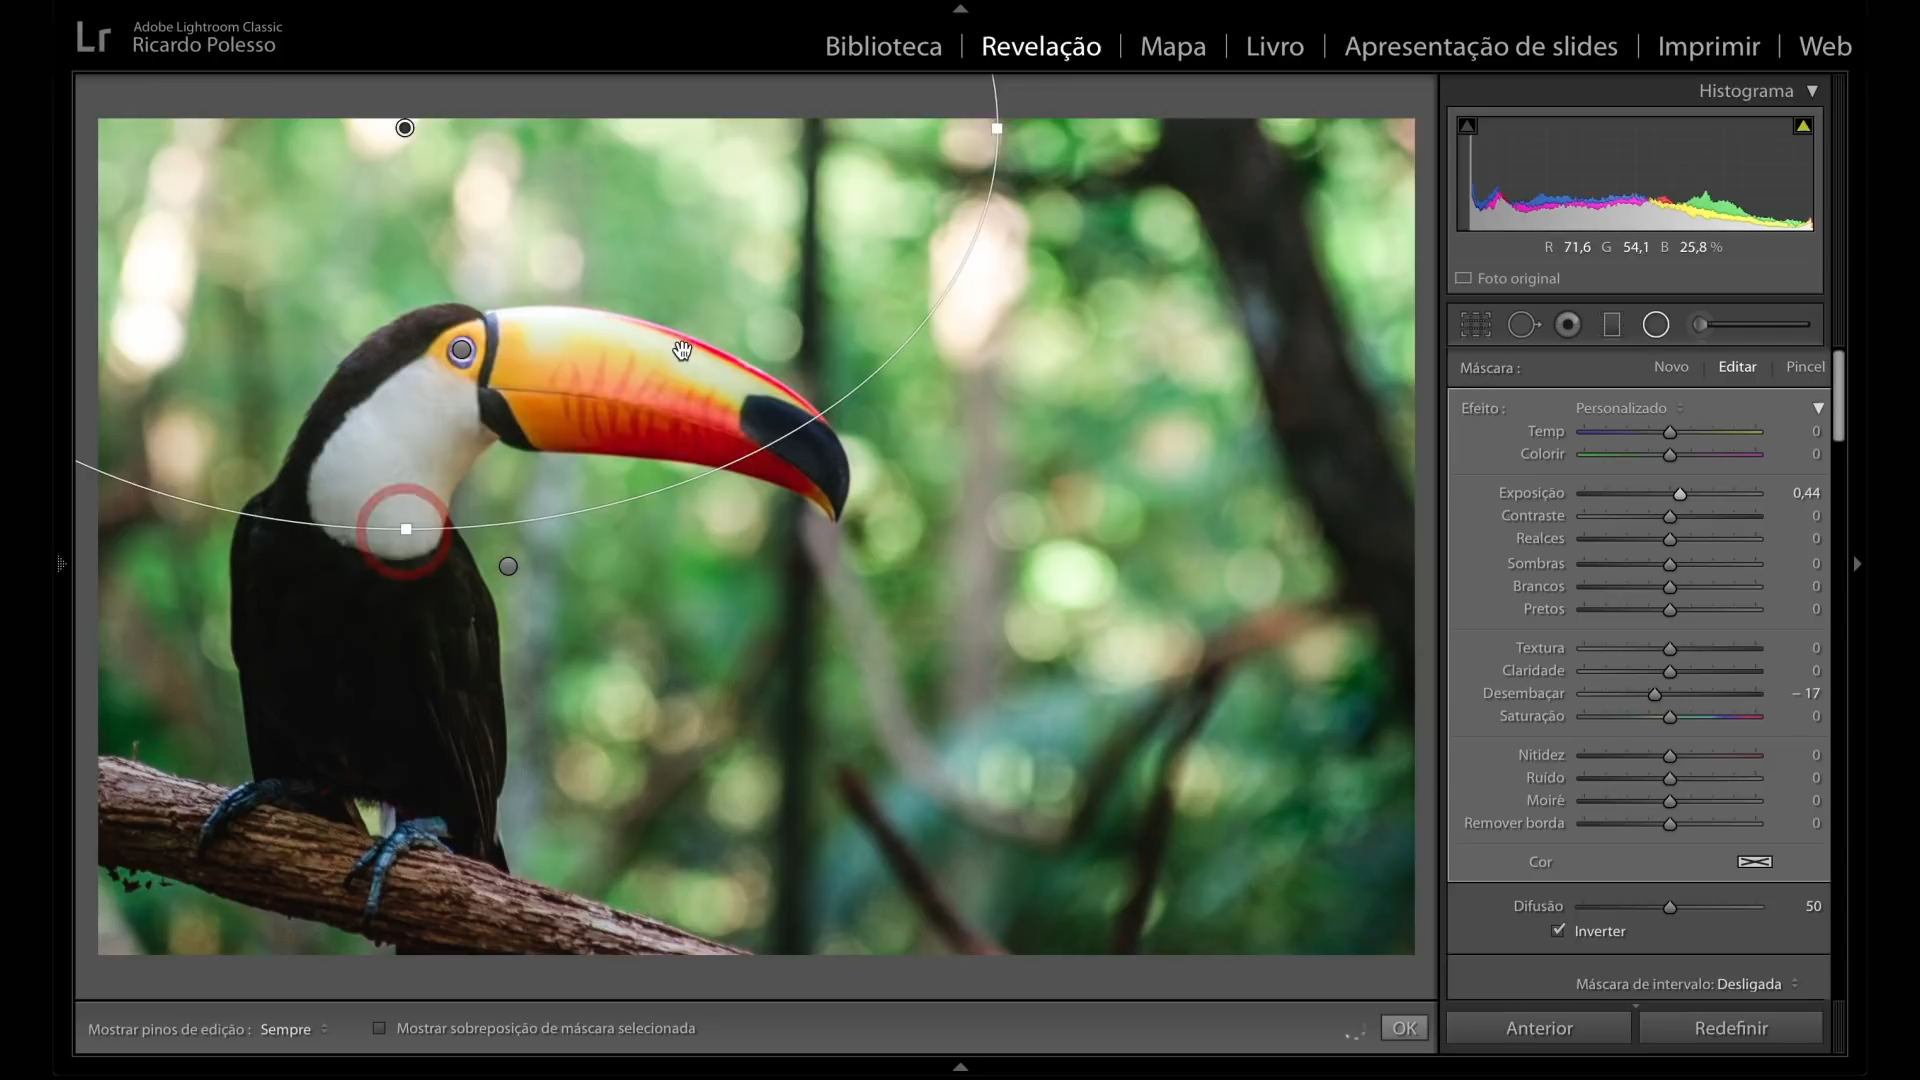 Lr
Adobe Lightroom Classic
Ricardo Polesso
Biblioteca | Revelação | Mapa | Livro | Apresentação de slides | Imprimir | Web
Histograma
R 71,6 G 54,1 B 25,8 %
Foto original
Máscara : Novo | Editar | Pincel
Efeito : Personalizado
Temp 0
Colorir 0
Exposição 0,44
Contraste 0
Realces 0
Sombras 0
Brancos 0
Pretos 0
Textura 0
Claridade 0
Desembaçar – 17
Saturação 0
Nitidez 0
Ruído 0
Moiré 0
Remover borda 0
Cor
Difusão 50
Inverter
Máscara de intervalo: Desligada
Mostrar pinos de edição : Sempre
Mostrar sobreposição de máscara selecionada
OK
Anterior
Redefinir